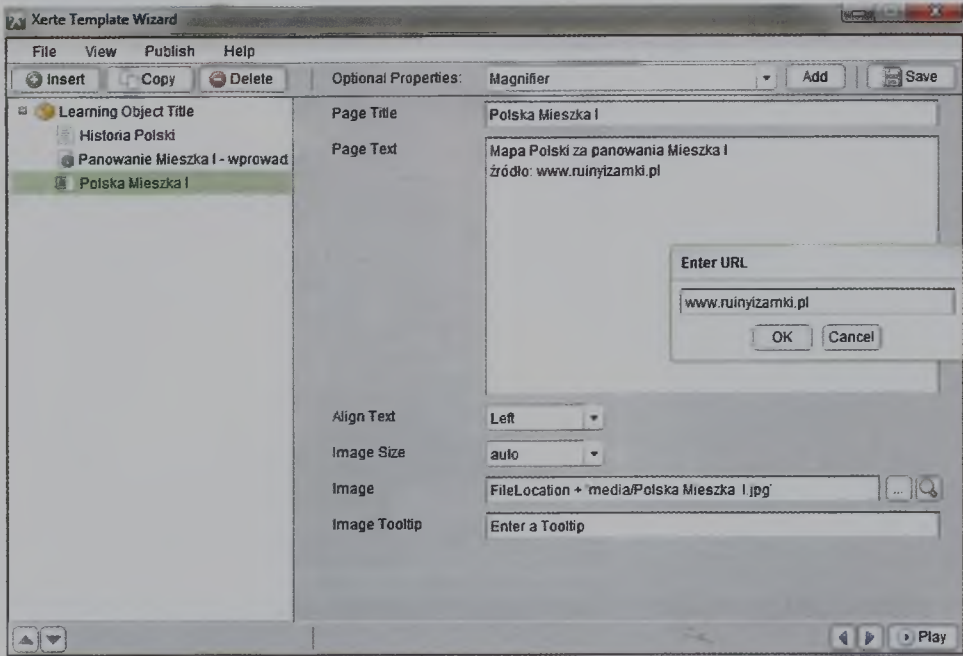 Xerte Template Wizard
File View Publish Help
Insert Copy Delete Optional Properties: Magnifier Add Save
Learning Object Title
Historia Polski
Panowanie Mieszka I - wprowad
Polska Mieszka I
Page Title Polska Mieszka I
Page Text Mapa Polski za panowania Mieszka I
źródło: www.ruinyizamki.pl
Enter URL
www.ruinyizamki.pl
OK Cancel
Align Text Left
Image Size auto
Image FileLocation + 'media/Polska Mieszka I.jpg' ...
Image Tooltip Enter a Tooltip
Play